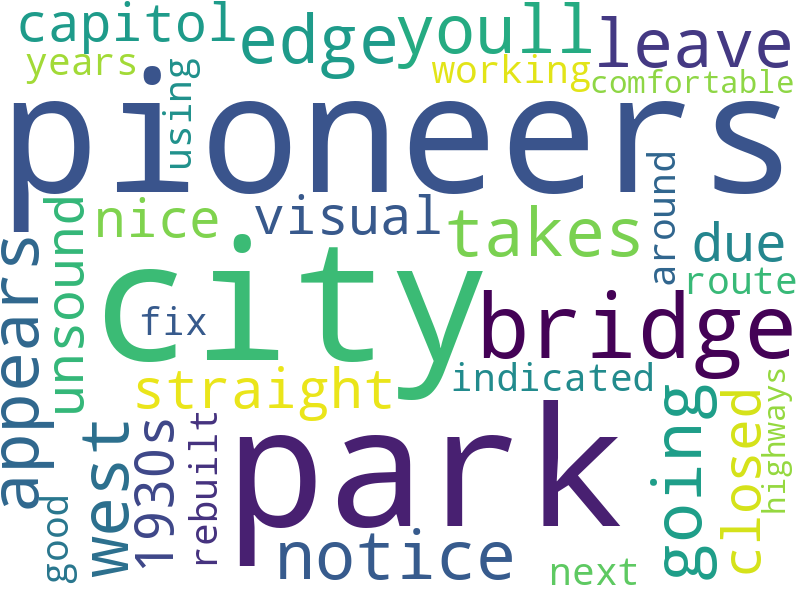 capitol
edge
youll
leave
years
using
working
comfortable
pioneers
around
unsound
nice
visual
takes
due
route
appears
city
fix
bridge
straight
indicated
highways
west
1930s
rebuilt
park
going
closed
good
notice
next